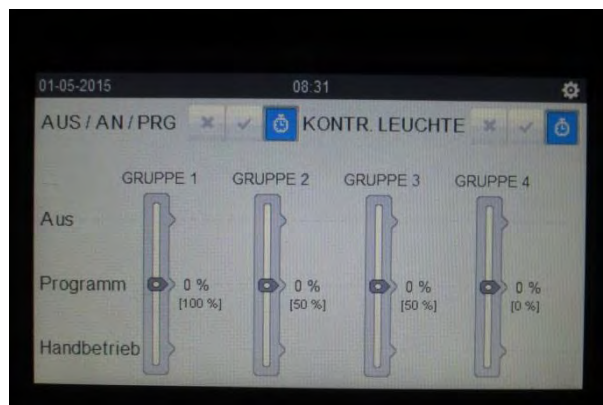 01-05-2015 08:31
AUS / AN / PRG KONTR. LEUCHTE
GRUPPE 1 GRUPPE 2 GRUPPE 3 GRUPPE 4
Aus
Programm 0 % 0 % 0 % 0 %
[100 %] [50 %] [50 %] [0 %]
Handbetrieb